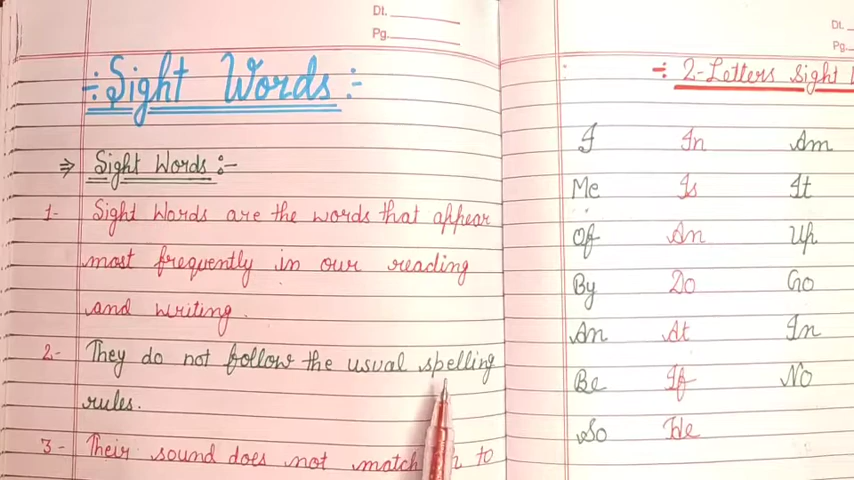 Dt.
Pg.
÷ Sight Words :-
⇒ Sight Words :-
1- Sight Words are the words that appear
most frequently in our reading
and writing.
2- They do not follow the usual spelling
rules.
3- Their sound does not match to
Dt.
Pg.
÷ 2-Letters Sight
I In Am
Me Is It
Of An Up
By Do Go
An At In
Be If No
So He